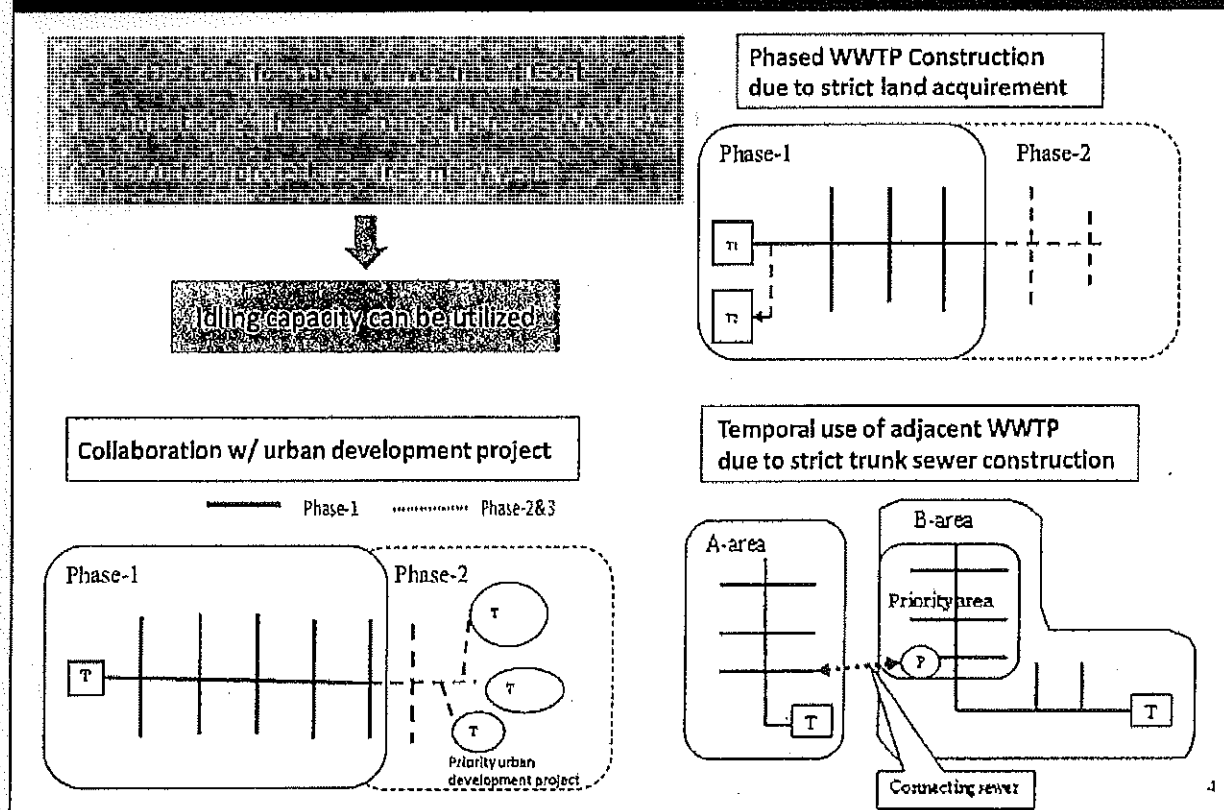 Idling capacity can be utilized
Phased WWTP Construction
due to strict land acquirement
Phase-1
Phase-2
T1
T2
Collaboration w/ urban development project
Phase-1
Phase-2&3
Phase-1
Phase-2
T
T
T
T
Priority urban
development project
Temporal use of adjacent WWTP
due to strict trunk sewer construction
A-area
B-area
Priority area
P
T
T
Connecting sewer
4